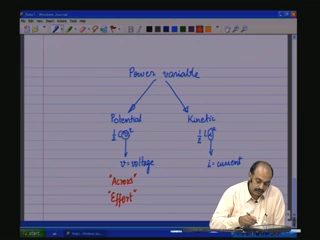 Power variable
Potential Kinetic
½ Cv² ½ Li²
v = voltage i = current
"Across"
"Effort"